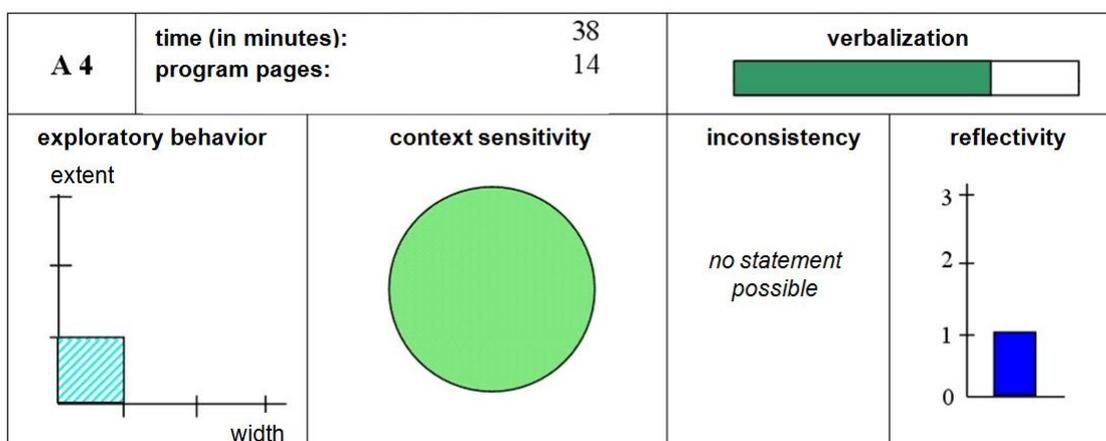 A 4
time (in minutes): 38
program pages: 14
verbalization
exploratory behavior
extent
width
context sensitivity
inconsistency
no statement
possible
reflectivity
3
2
1
0